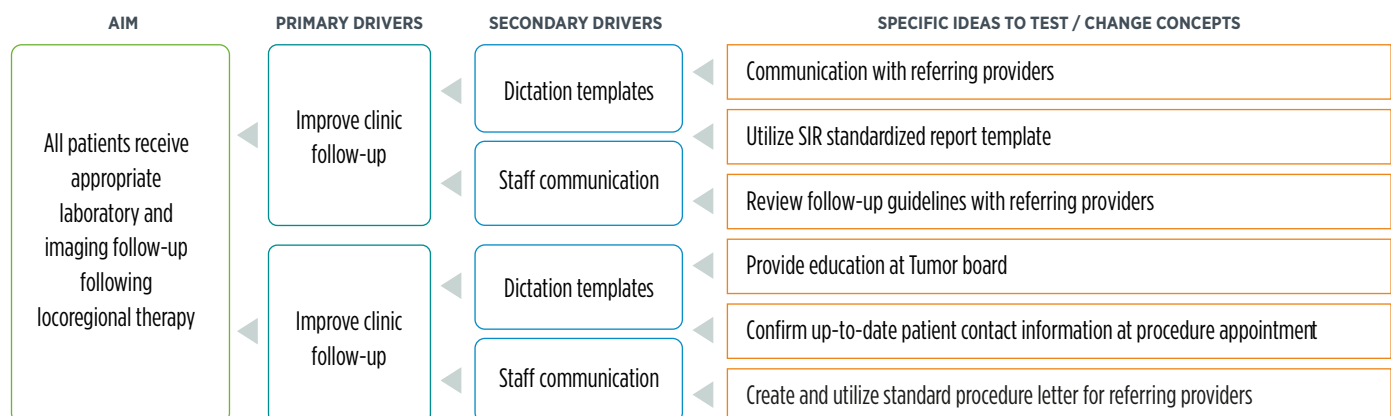 AIM
PRIMARY DRIVERS
SECONDARY DRIVERS
SPECIFIC IDEAS TO TEST / CHANGE CONCEPTS
All patients receive
appropriate
laboratory and
imaging follow-up
following
locoregional therapy
Improve clinic
follow-up
Improve clinic
follow-up
Dictation templates
Staff communication
Dictation templates
Staff communication
Communication with referring providers
Utilize SIR standardized report template
Review follow-up guidelines with referring providers
Provide education at Tumor board
Confirm up-to-date patient contact information at procedure appointment
Create and utilize standard procedure letter for referring providers